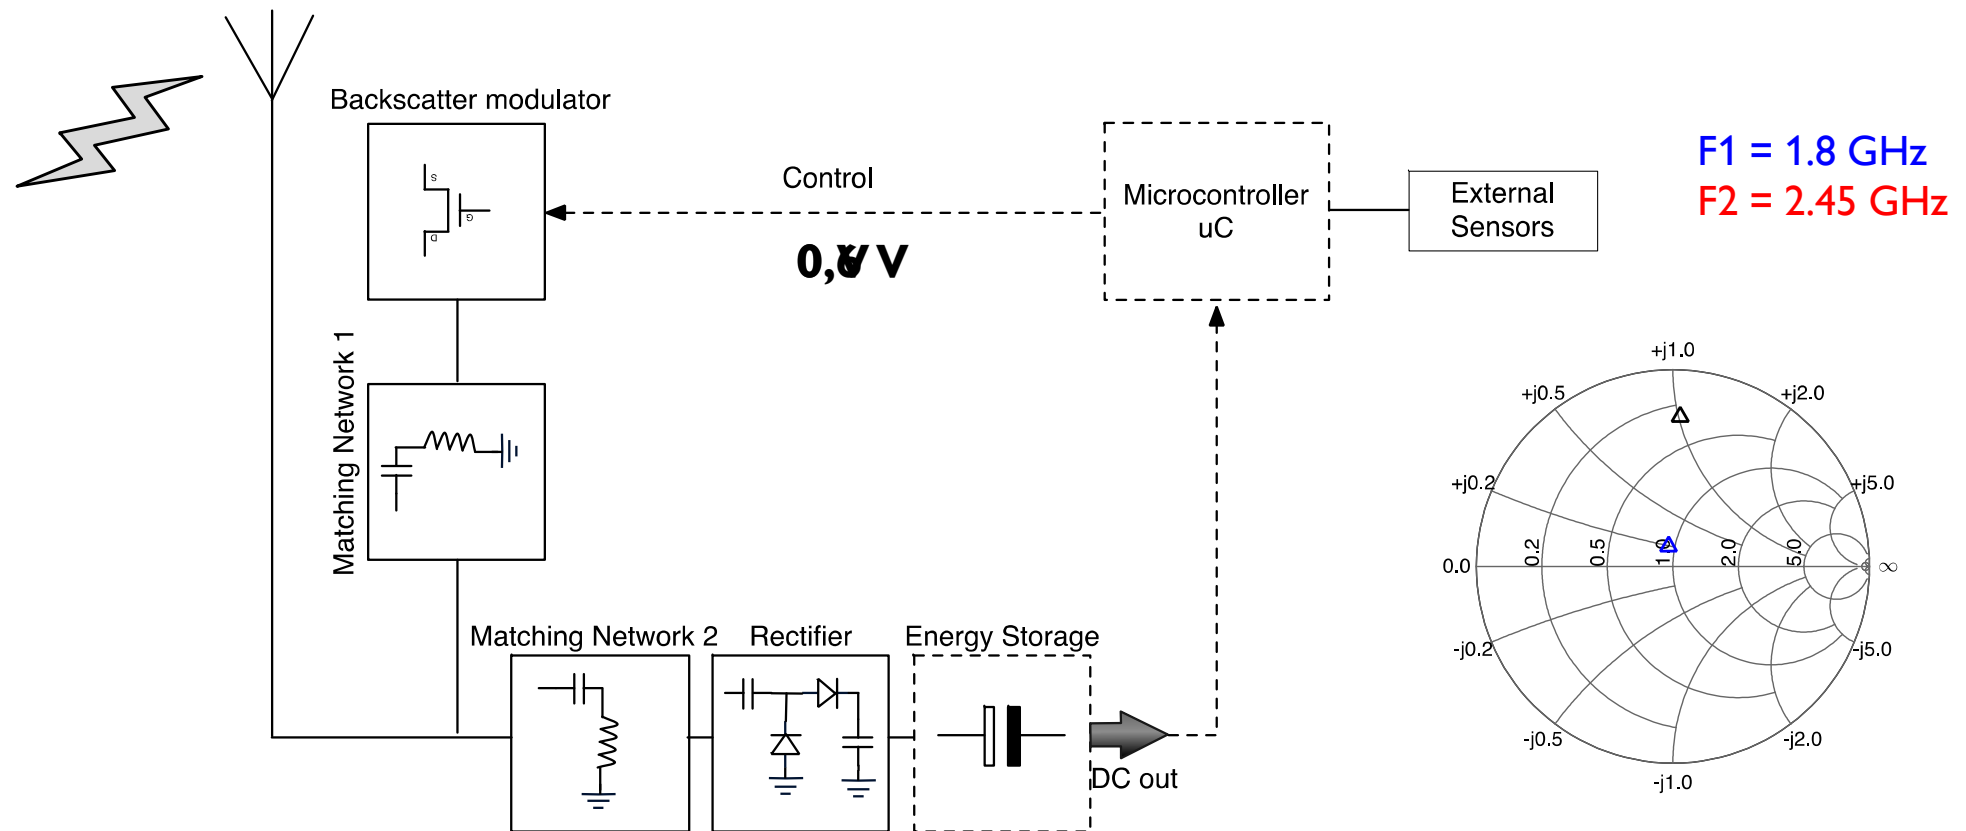 Backscatter modulator
S
G
D
Control
Microcontroller
uC
External
Sensors
F1 = 1.8 GHz
F2 = 2.45 GHz
Matching Network 1
Matching Network 2
Rectifier
Energy Storage
DC out
+j1.0
+j0.5
+j2.0
+j0.2
+j5.0
0.0
0.2
0.5
1.0
2.0
5.0
∞
-j0.2
-j5.0
-j0.5
-j2.0
-j1.0